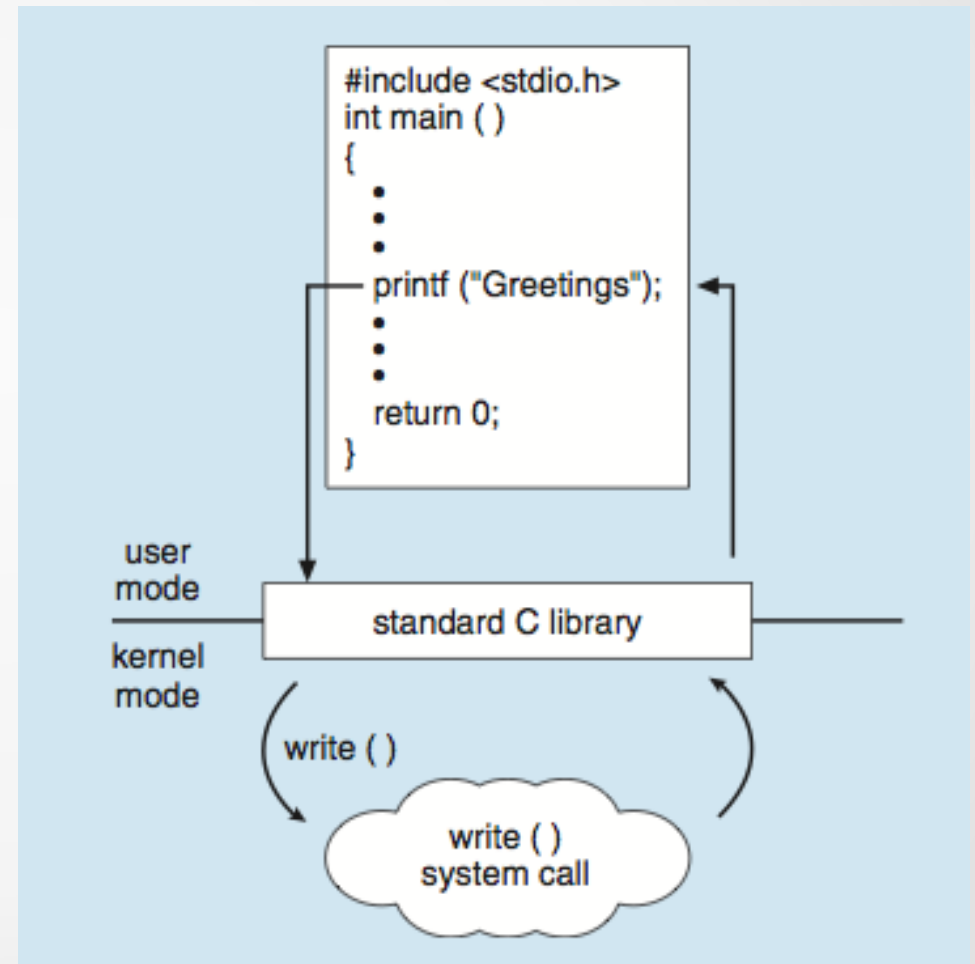 #include <stdio.h>
int main ( )
{
•
•
•
printf ("Greetings");
•
•
•
return 0;
}
user
mode
standard C library
kernel
mode
write ( )
write ( )
system call